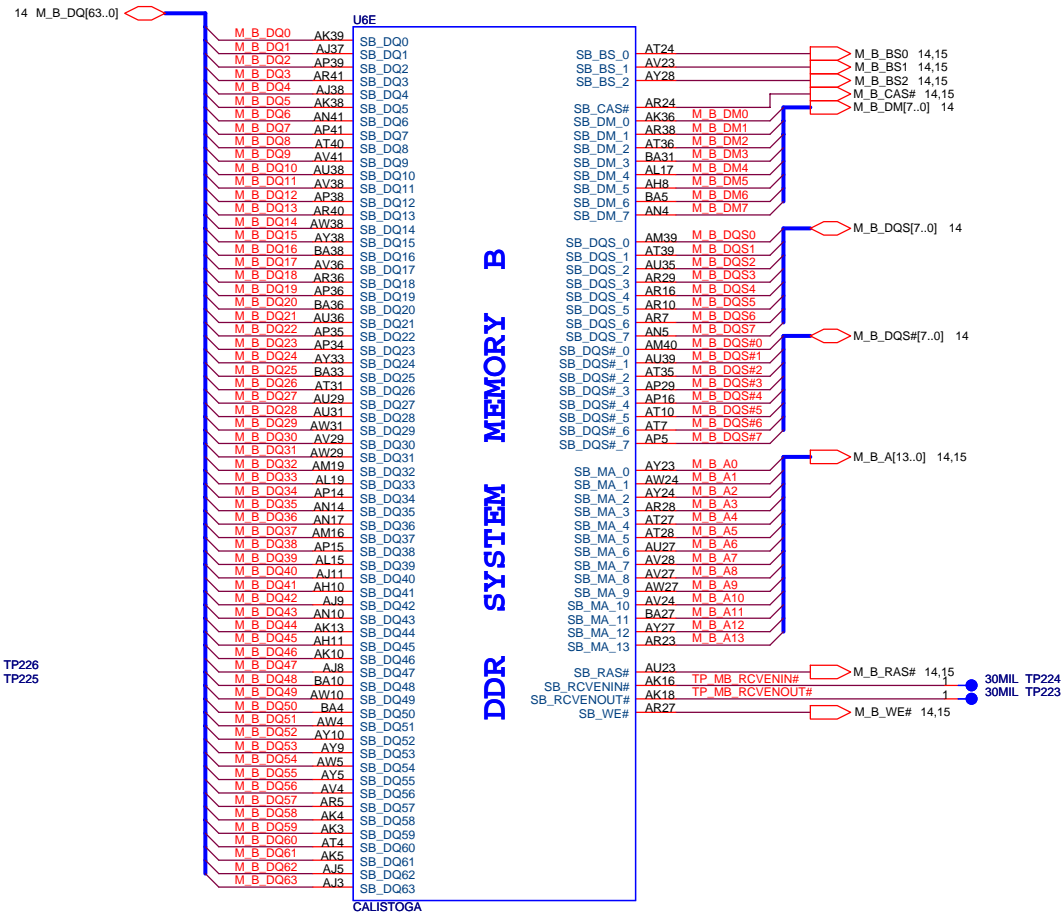 14 M_B_DQ[63..0]
U6E
M_B_DQ0 AK39 SB_DQ0
M_B_DQ1 AJ37 SB_DQ1
M_B_DQ2 AP39 SB_DQ2
M_B_DQ3 AR41 SB_DQ3
M_B_DQ4 AJ38 SB_DQ4
M_B_DQ5 AK38 SB_DQ5
M_B_DQ6 AN41 SB_DQ6
M_B_DQ7 AP41 SB_DQ7
M_B_DQ8 AT40 SB_DQ8
M_B_DQ9 AV41 SB_DQ9
M_B_DQ10 AU38 SB_DQ10
M_B_DQ11 AV38 SB_DQ11
M_B_DQ12 AP38 SB_DQ12
M_B_DQ13 AR40 SB_DQ13
M_B_DQ14 AW38 SB_DQ14
M_B_DQ15 AY38 SB_DQ15
M_B_DQ16 BA38 SB_DQ16
M_B_DQ17 AV36 SB_DQ17
M_B_DQ18 AR36 SB_DQ18
M_B_DQ19 AP36 SB_DQ19
M_B_DQ20 BA36 SB_DQ20
M_B_DQ21 AU36 SB_DQ21
M_B_DQ22 AP35 SB_DQ22
M_B_DQ23 AP34 SB_DQ23
M_B_DQ24 AY33 SB_DQ24
M_B_DQ25 BA33 SB_DQ25
M_B_DQ26 AT31 SB_DQ26
M_B_DQ27 AU29 SB_DQ27
M_B_DQ28 AU31 SB_DQ28
M_B_DQ29 AW31 SB_DQ29
M_B_DQ30 AV29 SB_DQ30
M_B_DQ31 AW29 SB_DQ31
M_B_DQ32 AM19 SB_DQ32
M_B_DQ33 AL19 SB_DQ33
M_B_DQ34 AP14 SB_DQ34
M_B_DQ35 AN14 SB_DQ35
M_B_DQ36 AN17 SB_DQ36
M_B_DQ37 AM16 SB_DQ37
M_B_DQ38 AP15 SB_DQ38
M_B_DQ39 AL15 SB_DQ39
M_B_DQ40 AJ11 SB_DQ40
M_B_DQ41 AH10 SB_DQ41
M_B_DQ42 AJ9 SB_DQ42
M_B_DQ43 AN10 SB_DQ43
M_B_DQ44 AK13 SB_DQ44
M_B_DQ45 AH11 SB_DQ45
M_B_DQ46 AK10 SB_DQ46
M_B_DQ47 AJ8 SB_DQ47
M_B_DQ48 BA10 SB_DQ48
M_B_DQ49 AW10 SB_DQ49
M_B_DQ50 BA4 SB_DQ50
M_B_DQ51 AW4 SB_DQ51
M_B_DQ52 AY10 SB_DQ52
M_B_DQ53 AY9 SB_DQ53
M_B_DQ54 AW5 SB_DQ54
M_B_DQ55 AY5 SB_DQ55
M_B_DQ56 AV4 SB_DQ56
M_B_DQ57 AR5 SB_DQ57
M_B_DQ58 AK4 SB_DQ58
M_B_DQ59 AK3 SB_DQ59
M_B_DQ60 AT4 SB_DQ60
M_B_DQ61 AK5 SB_DQ61
M_B_DQ62 AJ5 SB_DQ62
M_B_DQ63 AJ3 SB_DQ63
TP226
TP225
DDR SYSTEM MEMORY B
SB_BS_0 AT24 M_B_BS0 14,15
SB_BS_1 AV23 M_B_BS1 14,15
SB_BS_2 AY28 M_B_BS2 14,15
SB_CAS# AR24 M_B_CAS# 14,15
SB_DM_0 AK36 M_B_DM0 M_B_DM[7..0] 14
SB_DM_1 AR38 M_B_DM1
SB_DM_2 AT36 M_B_DM2
SB_DM_3 BA31 M_B_DM3
SB_DM_4 AL17 M_B_DM4
SB_DM_5 AH8 M_B_DM5
SB_DM_6 BA5 M_B_DM6
SB_DM_7 AN4 M_B_DM7
M_B_DQS[7..0] 14
SB_DQS_0 AM39 M_B_DQS0
SB_DQS_1 AT39 M_B_DQS1
SB_DQS_2 AU35 M_B_DQS2
SB_DQS_3 AR29 M_B_DQS3
SB_DQS_4 AR16 M_B_DQS4
SB_DQS_5 AR10 M_B_DQS5
SB_DQS_6 AR7 M_B_DQS6
SB_DQS_7 AN5 M_B_DQS7
M_B_DQS#[7..0] 14
SB_DQS#_0 AM40 M_B_DQS#0
SB_DQS#_1 AU39 M_B_DQS#1
SB_DQS#_2 AT35 M_B_DQS#2
SB_DQS#_3 AP29 M_B_DQS#3
SB_DQS#_4 AP16 M_B_DQS#4
SB_DQS#_5 AT10 M_B_DQS#5
SB_DQS#_6 AT7 M_B_DQS#6
SB_DQS#_7 AP5 M_B_DQS#7
M_B_A[13..0] 14,15
SB_MA_0 AY23 M_B_A0
SB_MA_1 AW24 M_B_A1
SB_MA_2 AY24 M_B_A2
SB_MA_3 AR28 M_B_A3
SB_MA_4 AT27 M_B_A4
SB_MA_5 AT28 M_B_A5
SB_MA_6 AU27 M_B_A6
SB_MA_7 AV28 M_B_A7
SB_MA_8 AV27 M_B_A8
SB_MA_9 AW27 M_B_A9
SB_MA_10 AV24 M_B_A10
SB_MA_11 BA27 M_B_A11
SB_MA_12 AY27 M_B_A12
SB_MA_13 AR23 M_B_A13
SB_RAS# AU23 M_B_RAS# 14,15
SB_RCVENIN# AK16 TP_MB_RCVENIN# 1 30MIL TP224
SB_RCVENOUT# AK18 TP_MB_RCVENOUT# 1 30MIL TP223
SB_WE# AR27 M_B_WE# 14,15
CALISTOGA